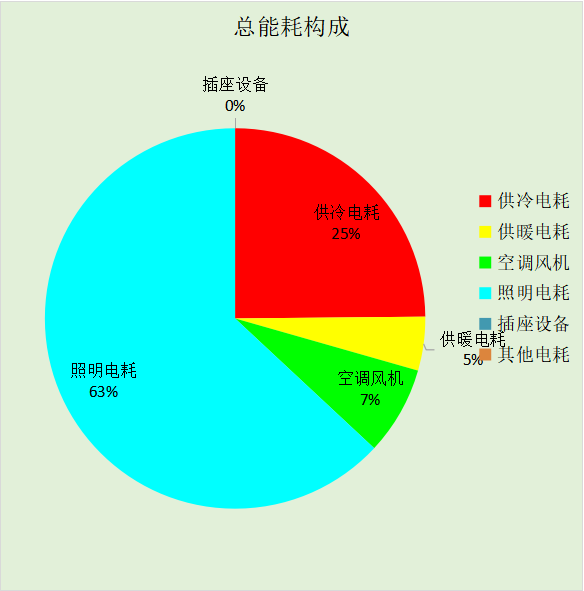 总能耗构成
插座设备
0%
供冷电耗
25%
供暖电耗
5%
空调风机
7%
照明电耗
63%
供冷电耗
供暖电耗
空调风机
照明电耗
插座设备
其他电耗